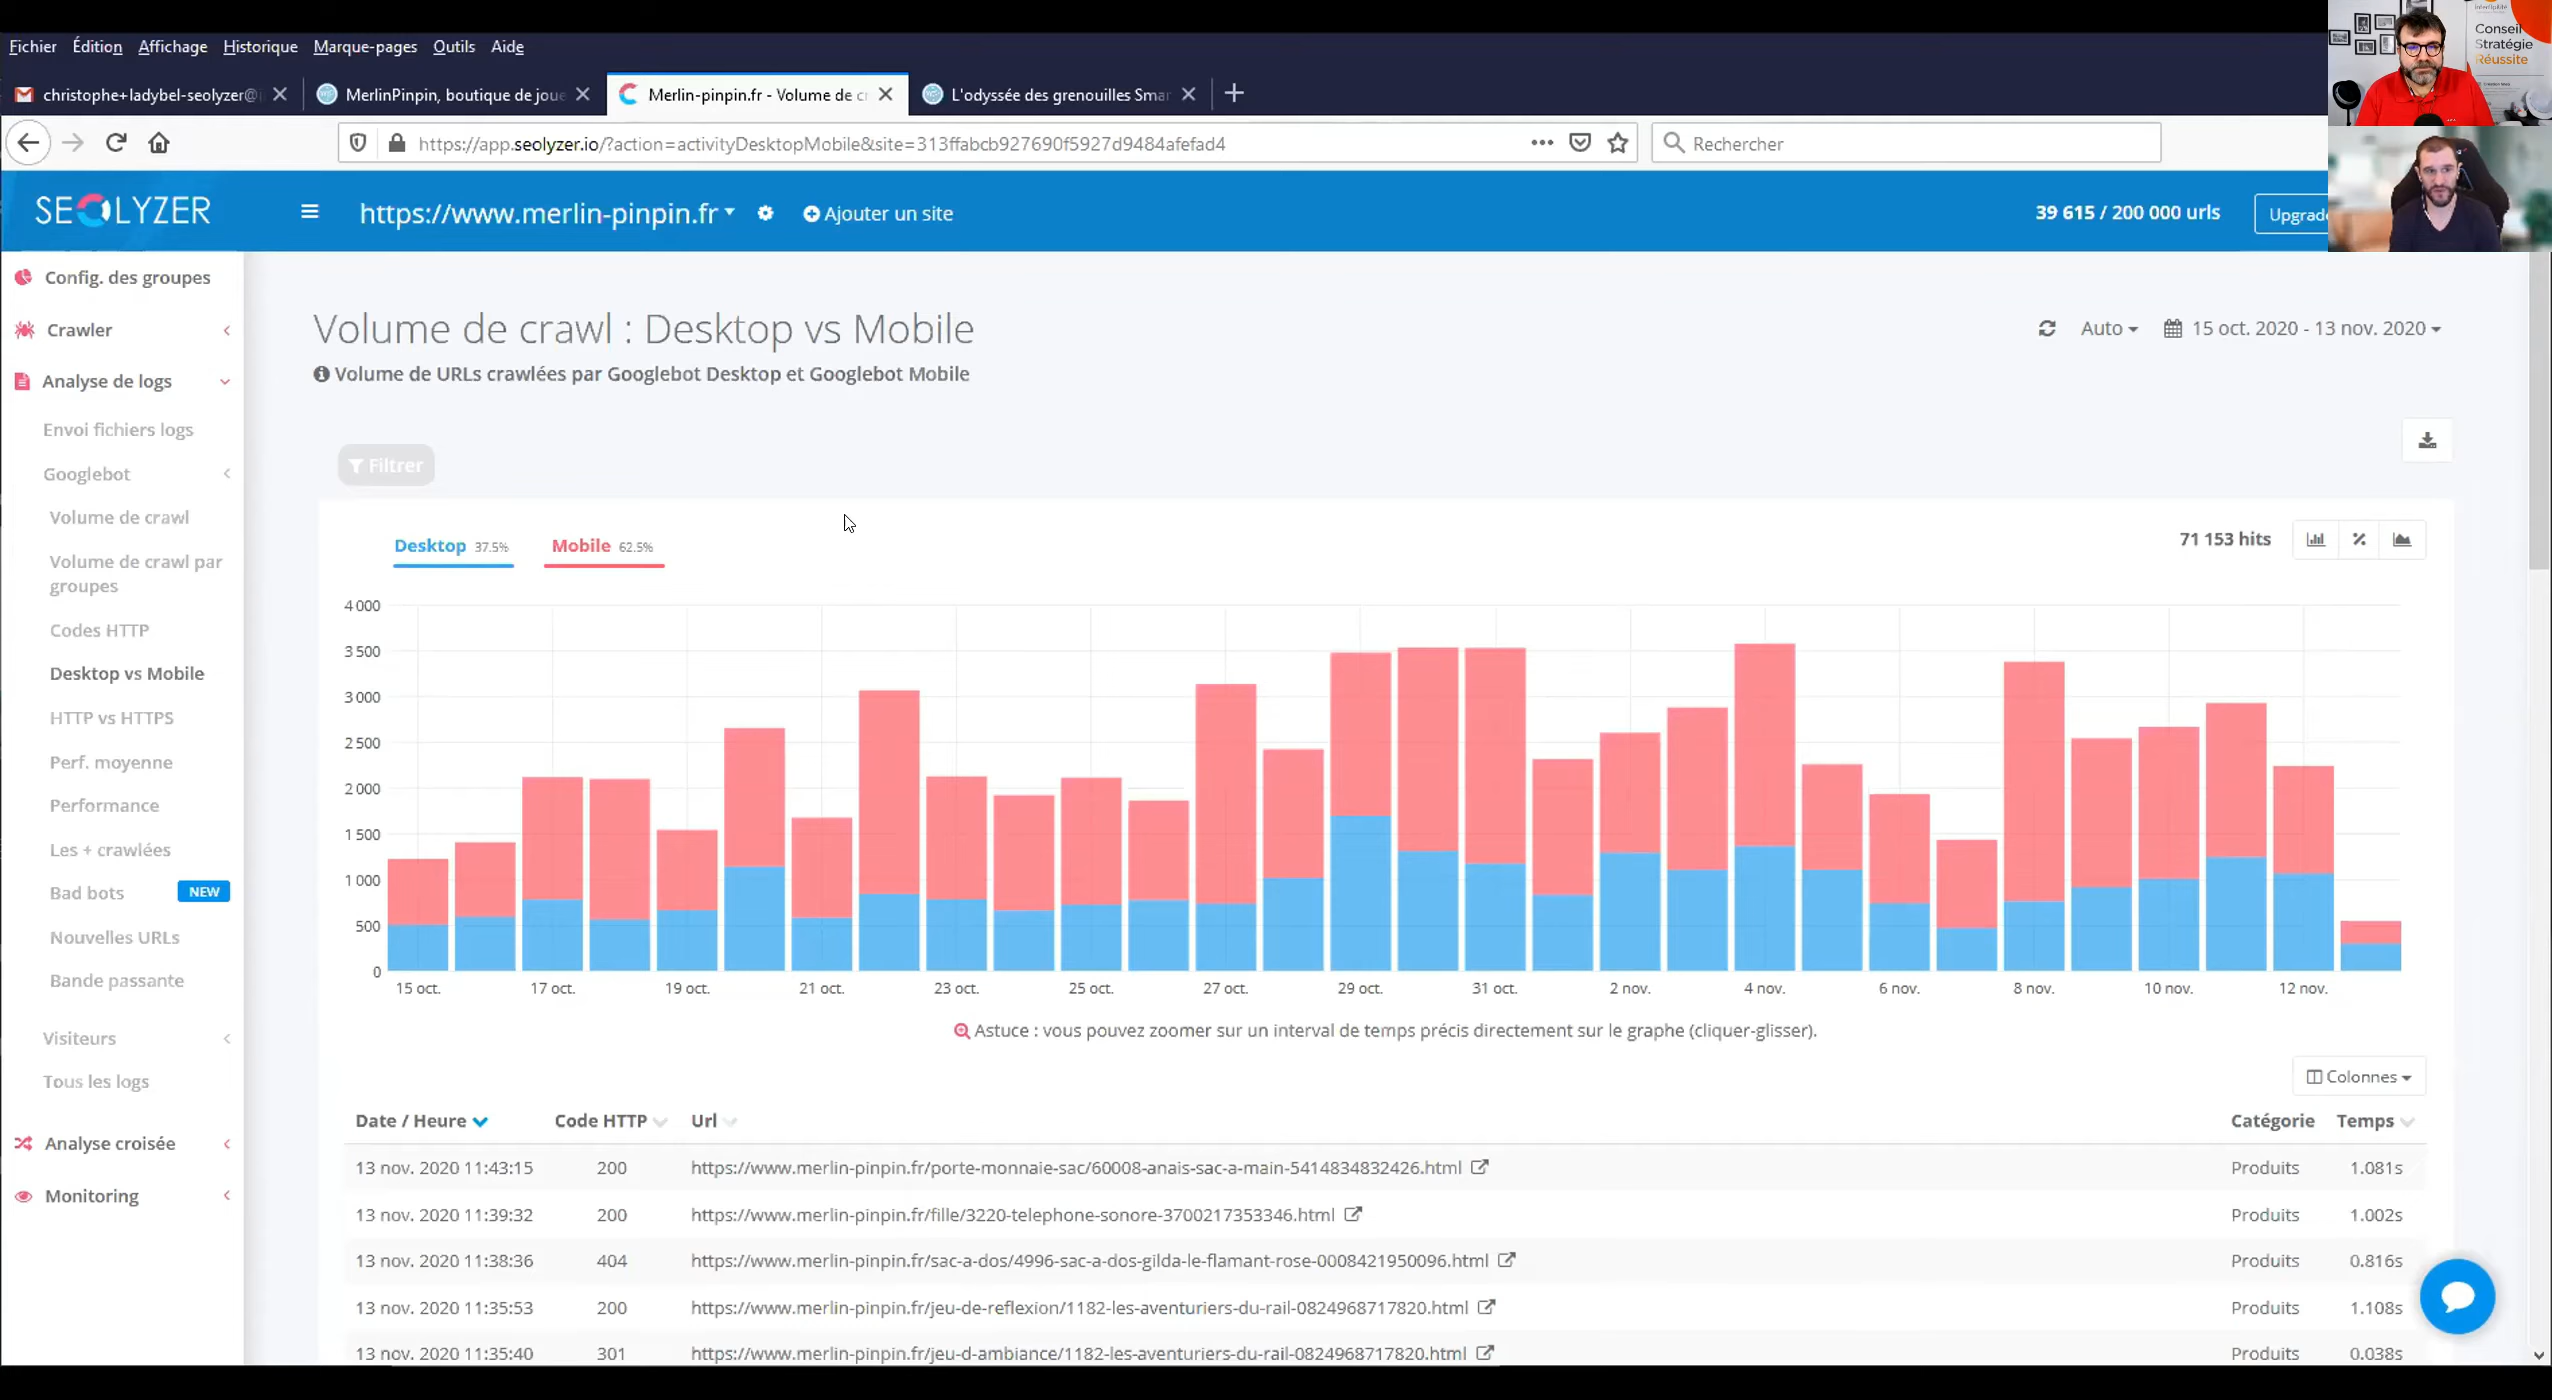 Fichier Édition Affichage Historique Marque-pages Outils Aide
christophe+ladybel-seolyzer@
MerlinPinpin, boutique de joue
Merlin-pinpin.fr - Volume de c
L'odyssée des grenouilles Smar
https://app.seolyzer.io/?action=activityDesktopMobile&site=313ffabcb927690f5927d9484afefad4
Rechercher
Conseil
Stratégie
Réussite
SEOLYZER
https://www.merlin-pinpin.fr
Ajouter un site
39 615 / 200 000 urls
Upgrad
Config. des groupes
Crawler
Analyse de logs
Envoi fichiers logs
Googlebot
Volume de crawl
Volume de crawl par
groupes
Codes HTTP
Desktop vs Mobile
HTTP vs HTTPS
Perf. moyenne
Performance
Les + crawlées
Bad bots NEW
Nouvelles URLs
Bande passante
Visiteurs
Tous les logs
Analyse croisée
Monitoring
Volume de crawl : Desktop vs Mobile
Auto
15 oct. 2020 - 13 nov. 2020
Volume de URLs crawlées par Googlebot Desktop et Googlebot Mobile
Filtrer
Desktop 37.5% Mobile 62.5%
71 153 hits
4 000
3 500
3 000
2 500
2 000
1 500
1 000
500
0
15 oct. 17 oct. 19 oct. 21 oct. 23 oct. 25 oct. 27 oct. 29 oct. 31 oct. 2 nov. 4 nov. 6 nov. 8 nov. 10 nov. 12 nov.
Astuce : vous pouvez zoomer sur un interval de temps précis directement sur le graphe (cliquer-glisser).
Colonnes
Date / Heure Code HTTP Url Catégorie Temps
13 nov. 2020 11:43:15 200 https://www.merlin-pinpin.fr/porte-monnaie-sac/60008-anais-sac-a-main-5414834832426.html Produits 1.081s
13 nov. 2020 11:39:32 200 https://www.merlin-pinpin.fr/fille/3220-telephone-sonore-3700217353346.html Produits 1.002s
13 nov. 2020 11:38:36 404 https://www.merlin-pinpin.fr/sac-a-dos/4996-sac-a-dos-gilda-le-flamant-rose-0008421950096.html Produits 0.816s
13 nov. 2020 11:35:53 200 https://www.merlin-pinpin.fr/jeu-de-reflexion/1182-les-aventuriers-du-rail-0824968717820.html Produits 1.108s
13 nov. 2020 11:35:40 301 https://www.merlin-pinpin.fr/jeu-d-ambiance/1182-les-aventuriers-du-rail-0824968717820.html Produits 0.038s